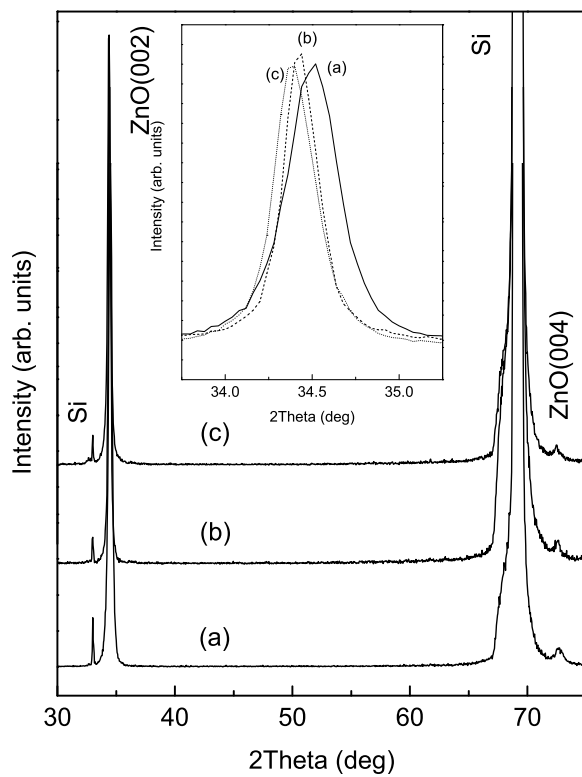 ZnO(002)
(b)
(a)
(c)
Intensity (arb. units)
34.0 34.5 35.0
2Theta (deg)
Si
ZnO(004)
Si
Intensity (arb. units)
(c)
(b)
(a)
30 40 50 60 70
2Theta (deg)